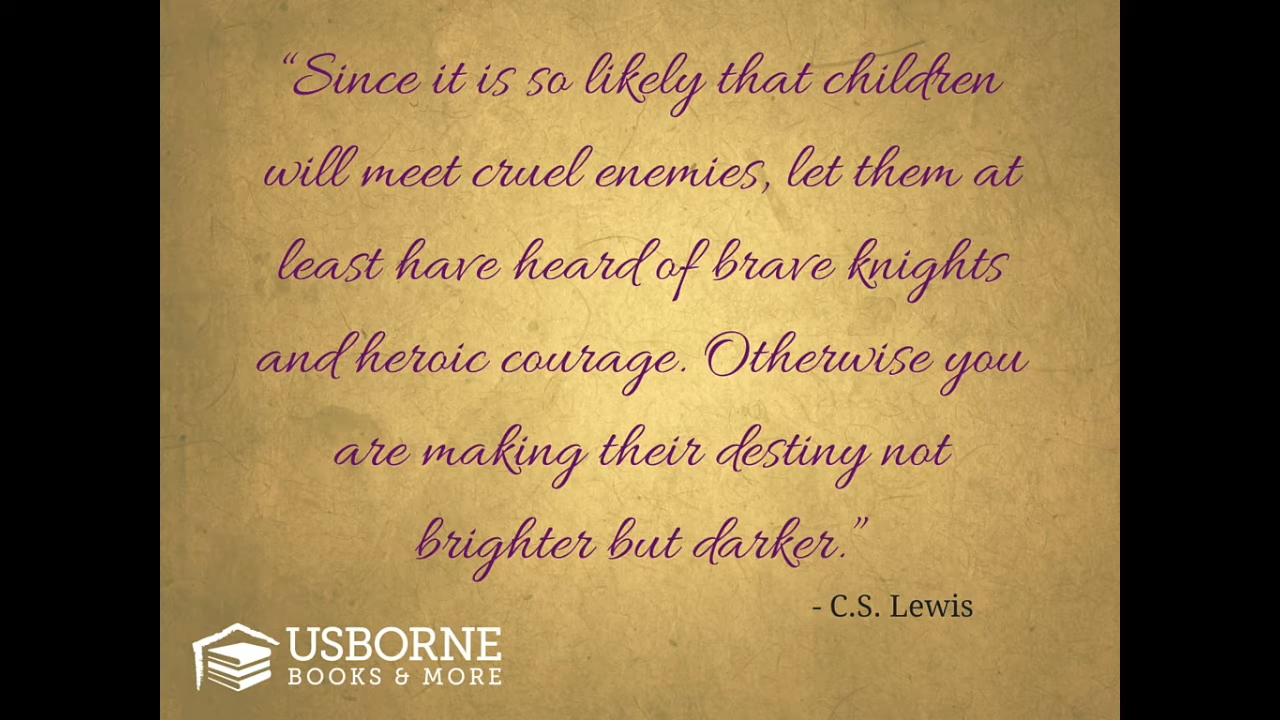 “Since it is so likely that children
will meet cruel enemies, let them at
least have heard of brave knights
and heroic courage. Otherwise you
are making their destiny not
brighter but darker.”
- C.S. Lewis
USBORNE
BOOKS & MORE